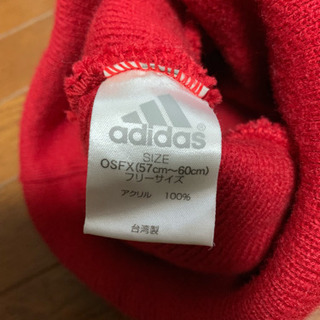 adidas
SIZE
OSFX(57cm~60cm)
フリーサイズ
アクリル 100%
台湾製